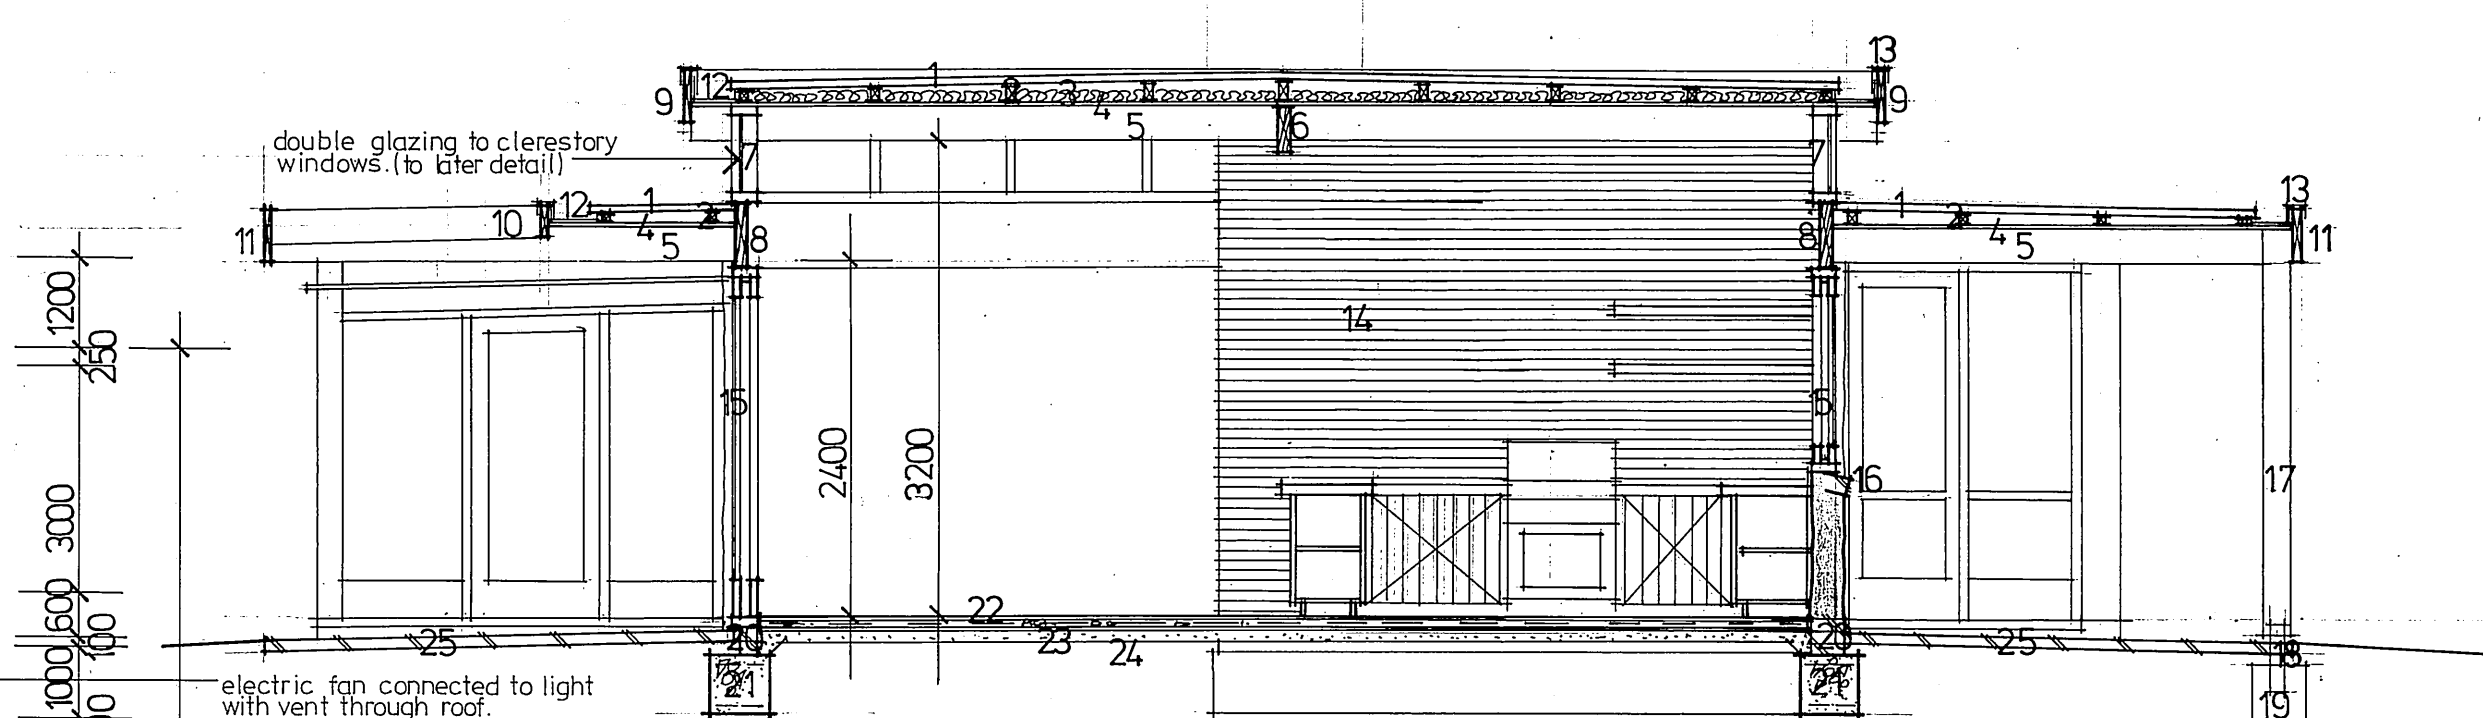 13
12 1
9 2 3 9
4
5 6
double glazing to clerestory
windows. (to later detail)
7 7
13
12 1 1
10 2 2
11 4 8 8 4 11
5 5
1200
14
250
15 15
2400
3200
16
17
3000
600
22
100
20 20
25 23 25
24 18
1000
21 21
electric fan connected to light
with vent through roof.
19